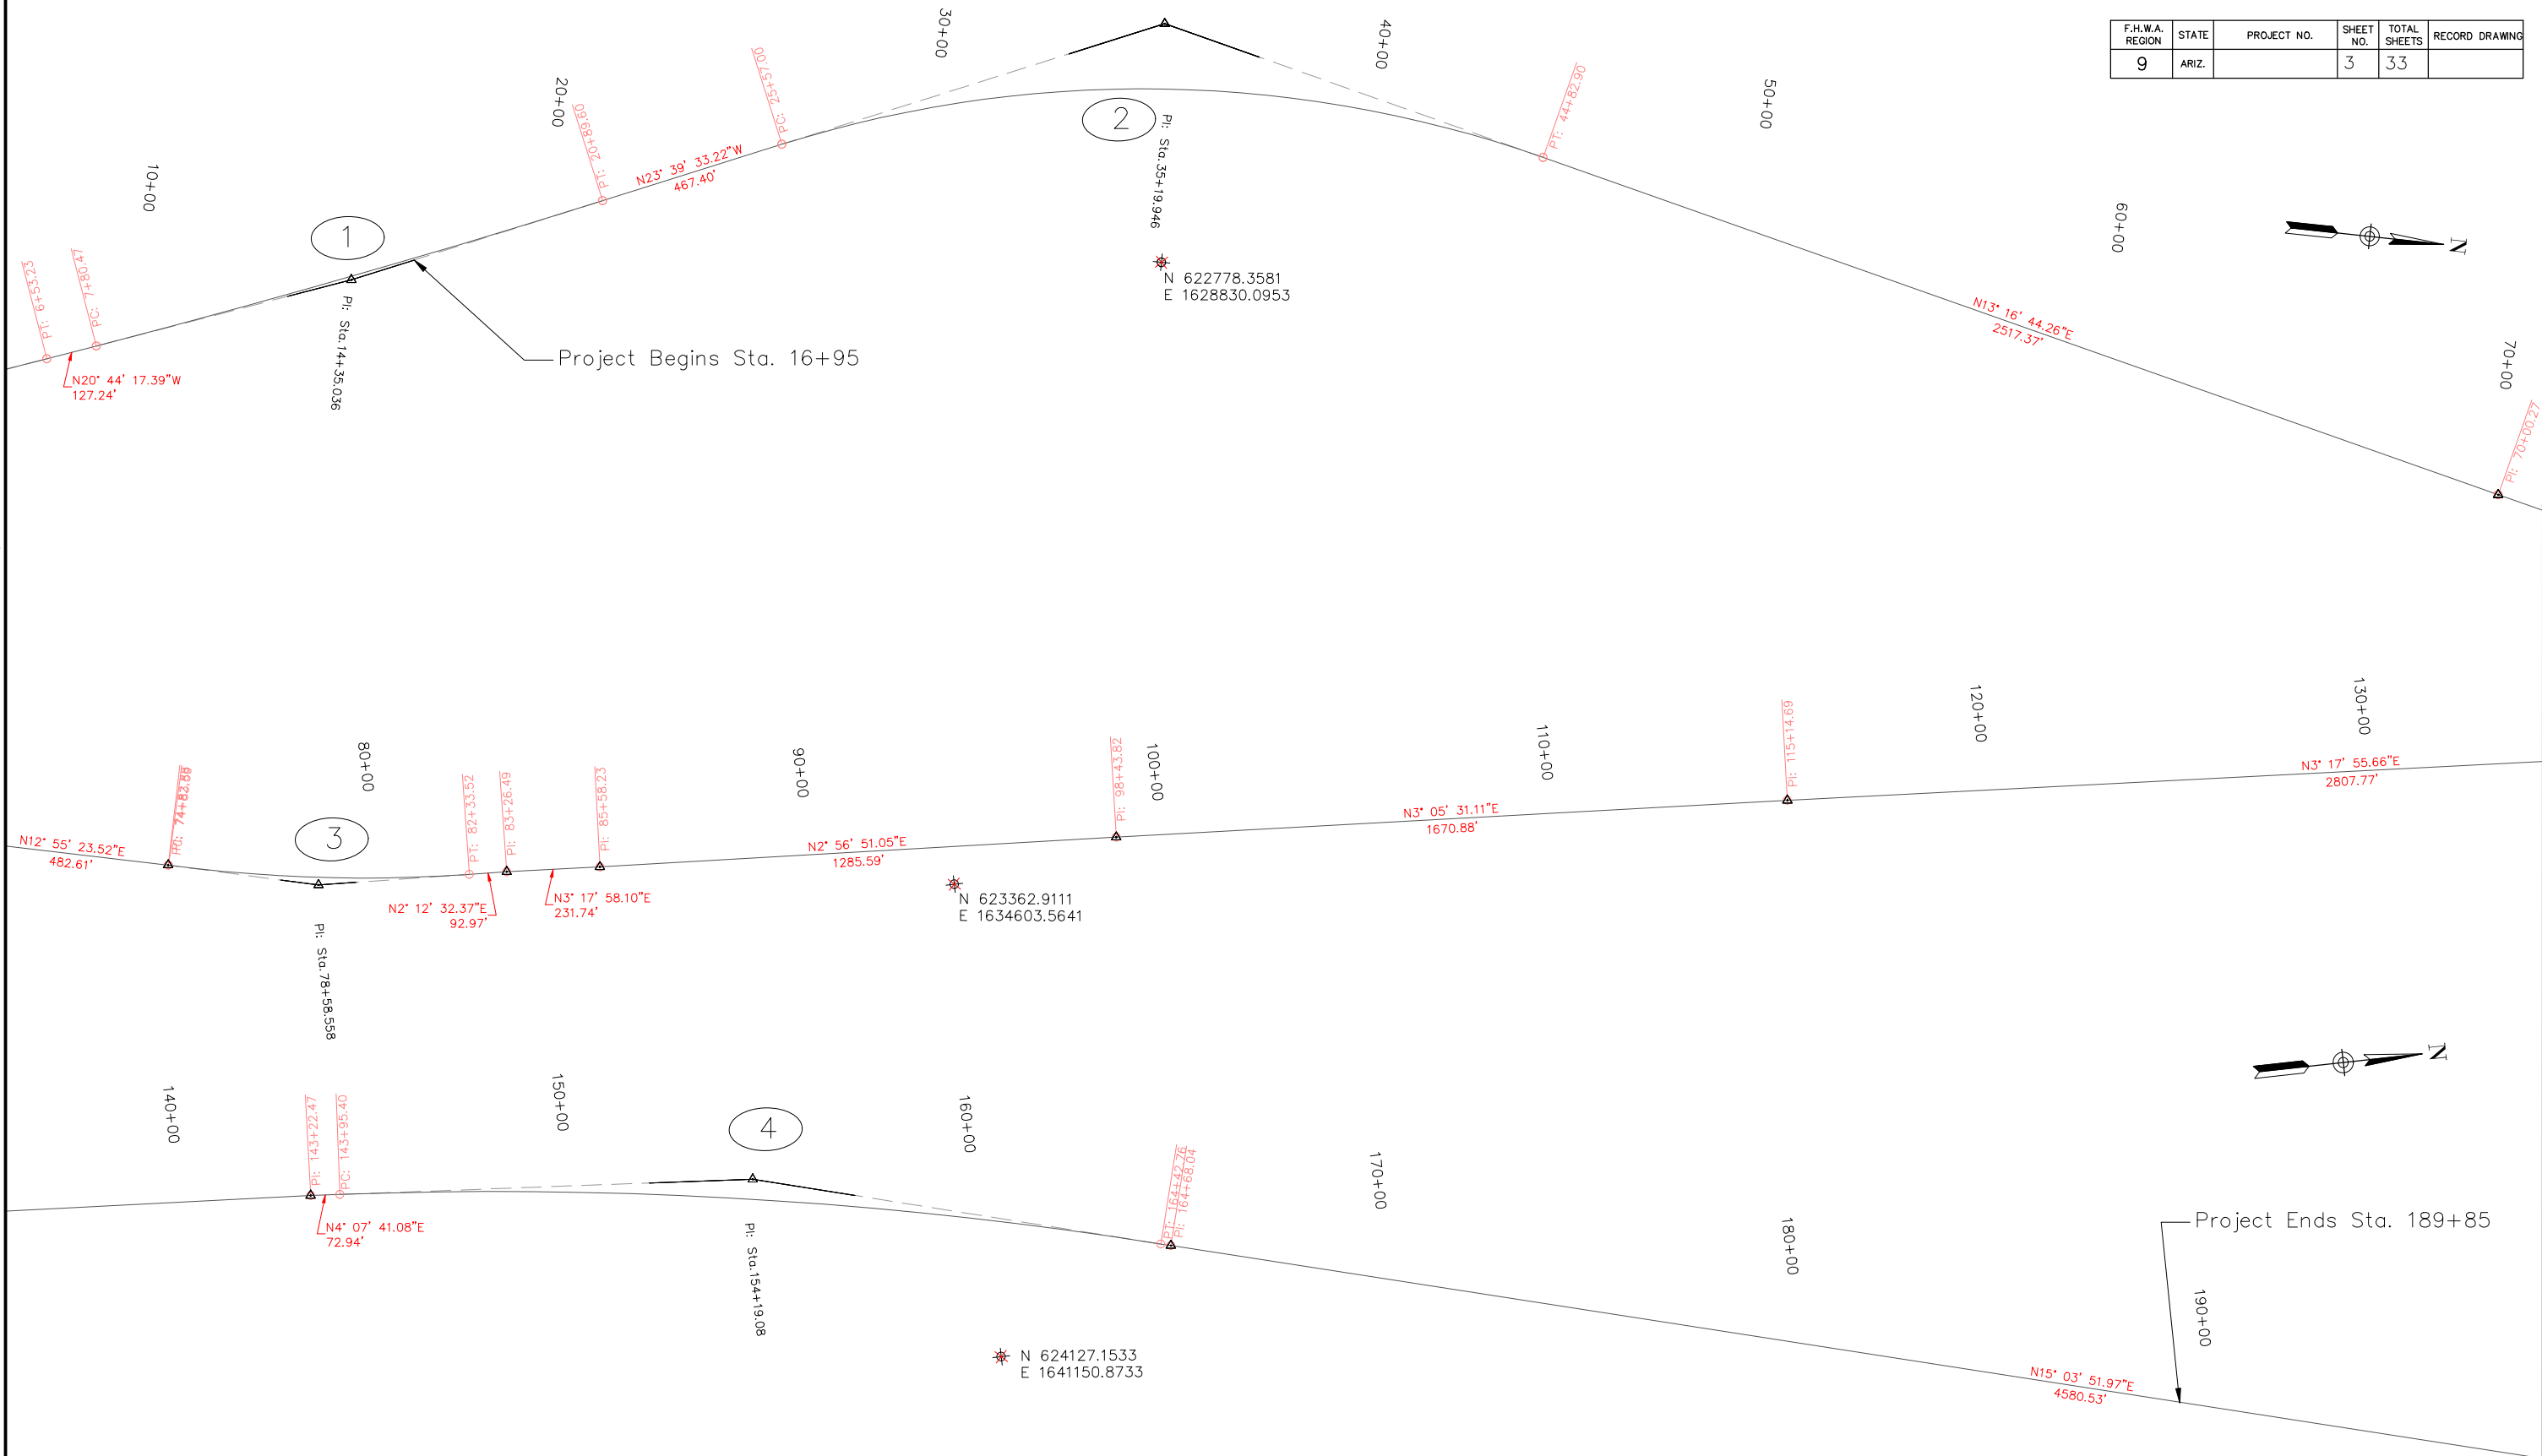 F.H.W.A. REGION
STATE
PROJECT NO.
SHEET NO.
TOTAL SHEETS
RECORD DRAWING
9
ARIZ.
3
33
10+00
20+00
30+00
40+00
50+00
60+00
70+00
PT: 6+53.23
PC: 7+80.47
N20° 44' 17.39"W
127.24'
1
PI: Sta.14+35.036
Project Begins Sta. 16+95
PT: 20+89.60
N23° 39' 33.22"W
467.40'
PC: 25+57.00
2
PI: Sta.35+19.946
N 622778.3581
E 1628830.0953
PT: 44+82.90
N13° 16' 44.26"E
2517.37'
PI: 70+00.27
N
80+00
90+00
100+00
110+00
120+00
130+00
N12° 55' 23.52"E
482.61'
3
PI: Sta.78+58.558
PT: 82+33.52
N2° 12' 32.37"E
92.97'
PI: 83+26.49
N3° 17' 58.10"E
231.74'
PI: 85+58.23
N2° 56' 51.05"E
1285.59'
N 623362.9111
E 1634603.5641
PI: 98+43.82
N3° 05' 31.11"E
1670.88'
PI: 115+14.69
N3° 17' 55.66"E
2807.77'
N
140+00
150+00
160+00
170+00
180+00
190+00
PI: 143+22.47
PC: 143+95.40
N4° 07' 41.08"E
72.94'
4
PI: Sta.154+19.08
PT: 164+42.76
PI: 164+68.04
N 624127.1533
E 1641150.8733
N15° 03' 51.97"E
4580.53'
Project Ends Sta. 189+85